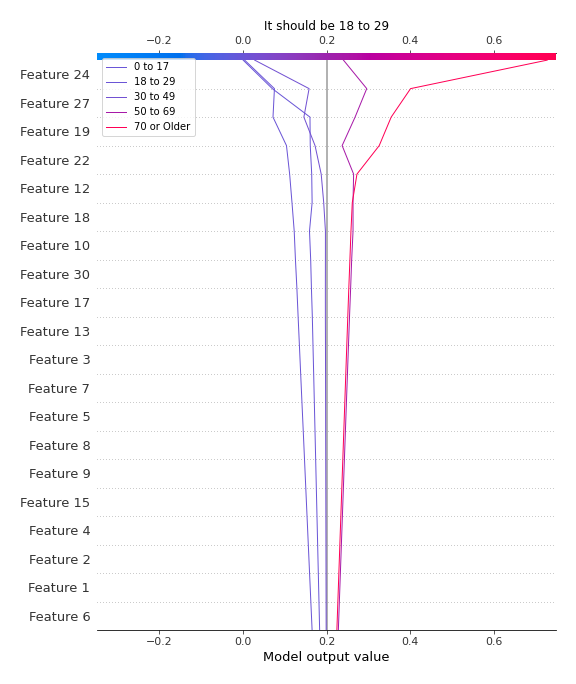 It should be 18 to 29
−0.2 0.0 0.2 0.4 0.6
0 to 17
18 to 29
30 to 49
50 to 69
70 or Older
Feature 24
Feature 27
Feature 19
Feature 22
Feature 12
Feature 18
Feature 10
Feature 30
Feature 17
Feature 13
Feature 3
Feature 7
Feature 5
Feature 8
Feature 9
Feature 15
Feature 4
Feature 2
Feature 1
Feature 6
−0.2 0.0 0.2 0.4 0.6
Model output value